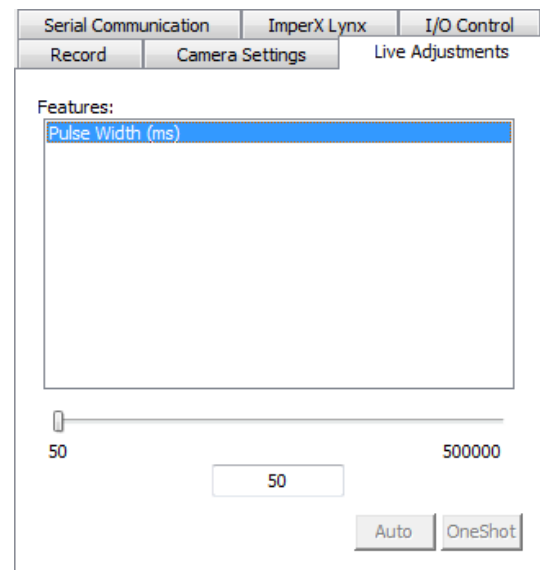 Serial Communication ImperX Lynx I/O Control
Record Camera Settings Live Adjustments
Features:
Pulse Width (ms)
50 500000
50
Auto OneShot